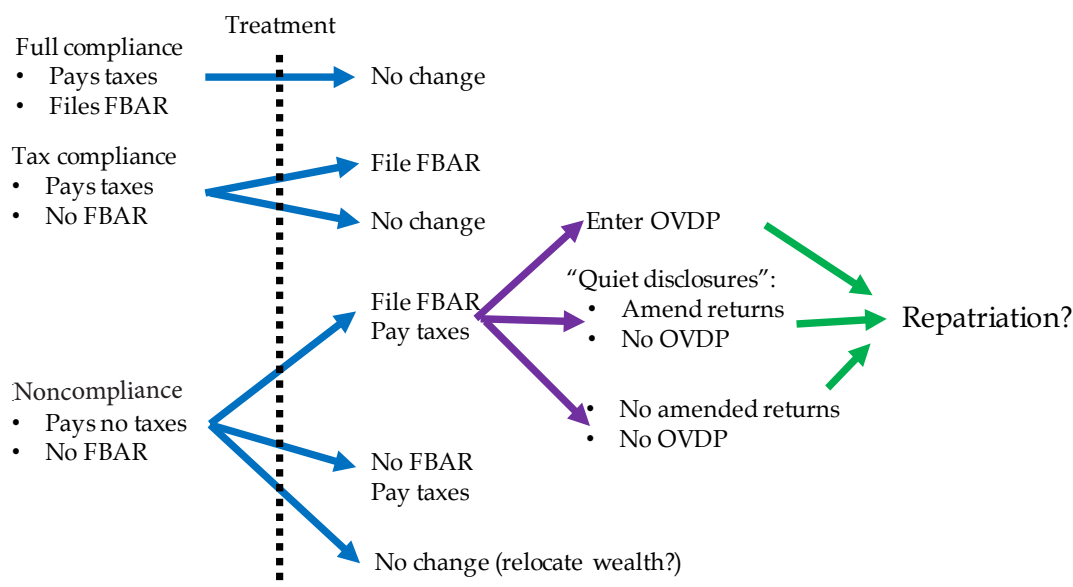 Treatment
Full compliance
• Pays taxes
• Files FBAR
No change
Tax compliance
• Pays taxes
• No FBAR
File FBAR
No change
Noncompliance
• Pays no taxes
• No FBAR
File FBAR
Pay taxes
No FBAR
Pay taxes
No change (relocate wealth?)
Enter OVDP
“Quiet disclosures”:
• Amend returns
• No OVDP
• No amended returns
• No OVDP
Repatriation?